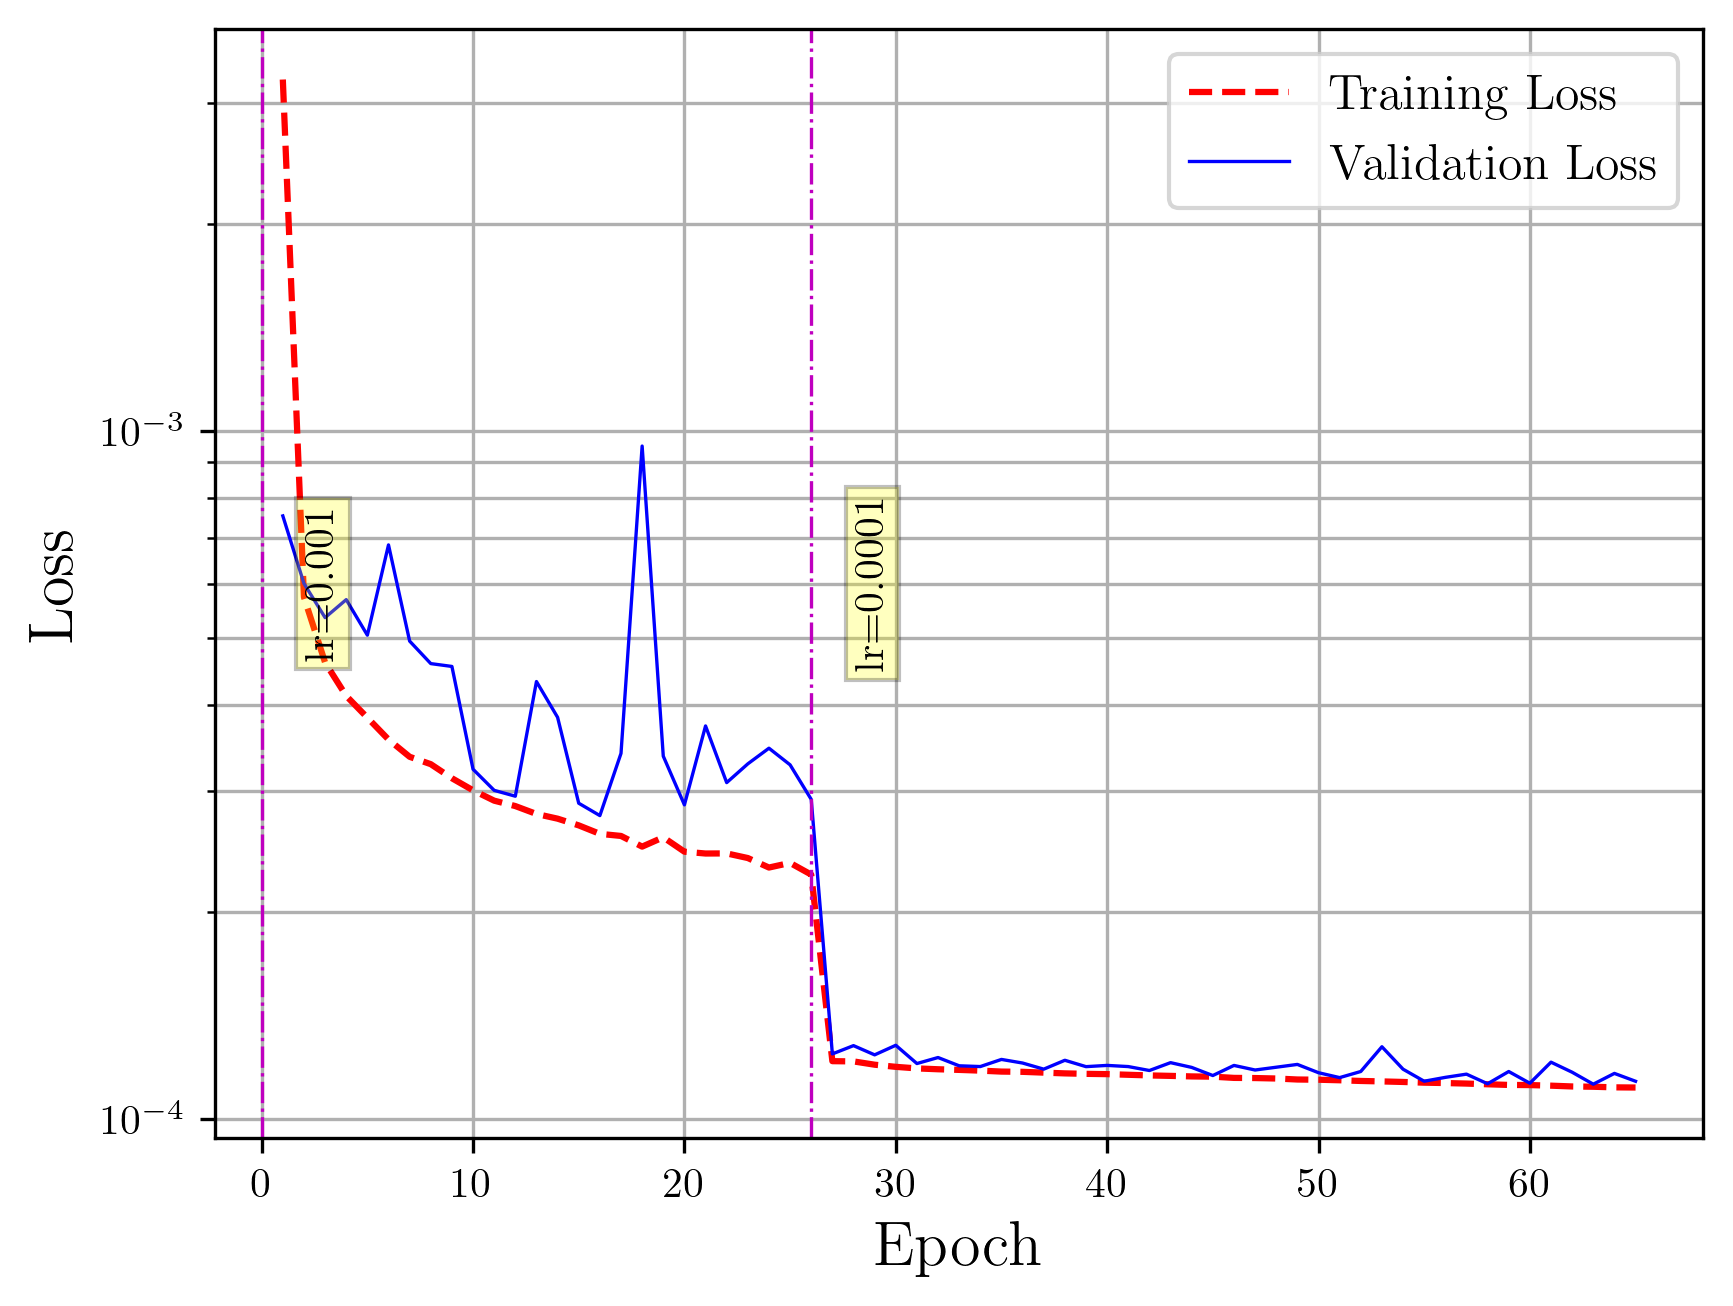 Training Loss
Validation Loss
10⁻³
10⁻⁴
Loss
lr=0.001
lr=0.0001
0 10 20 30 40 50 60
Epoch